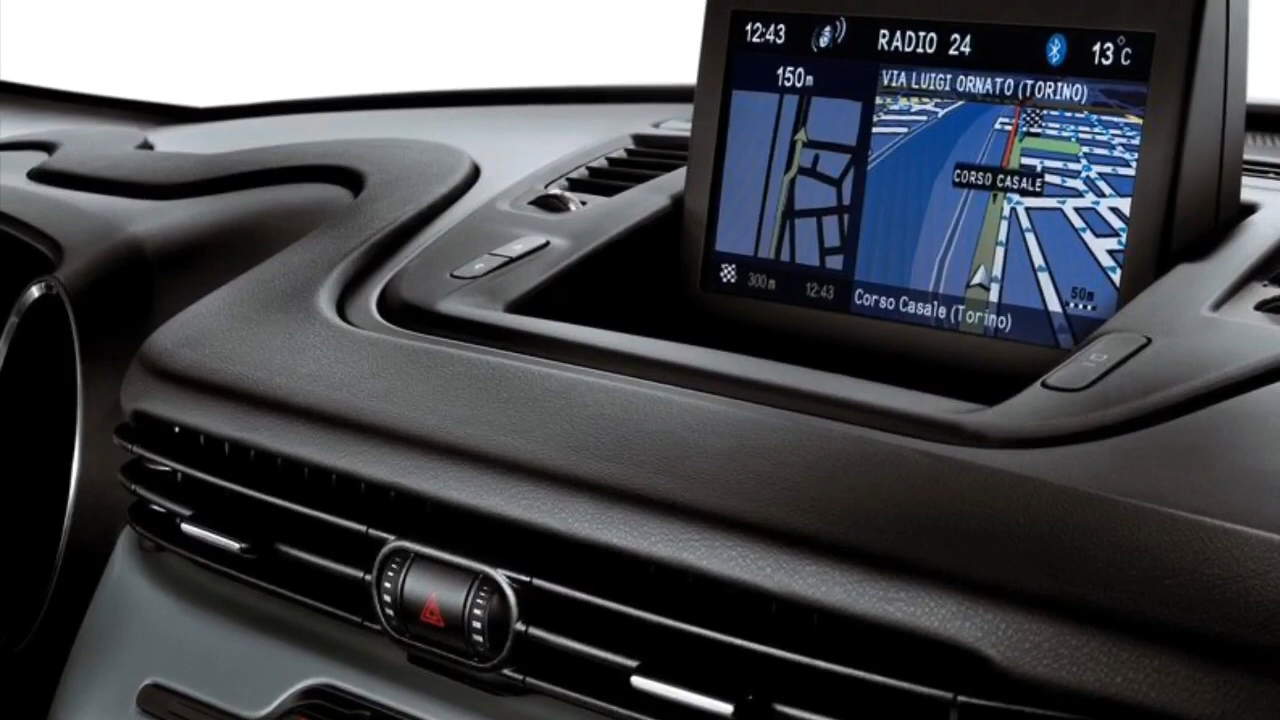 12:43 RADIO 24 13°C
150m
VIA LUIGI ORNATO (TORINO)
CORSO CASALE
300m 12:43
50m
Corso Casale (Torino)